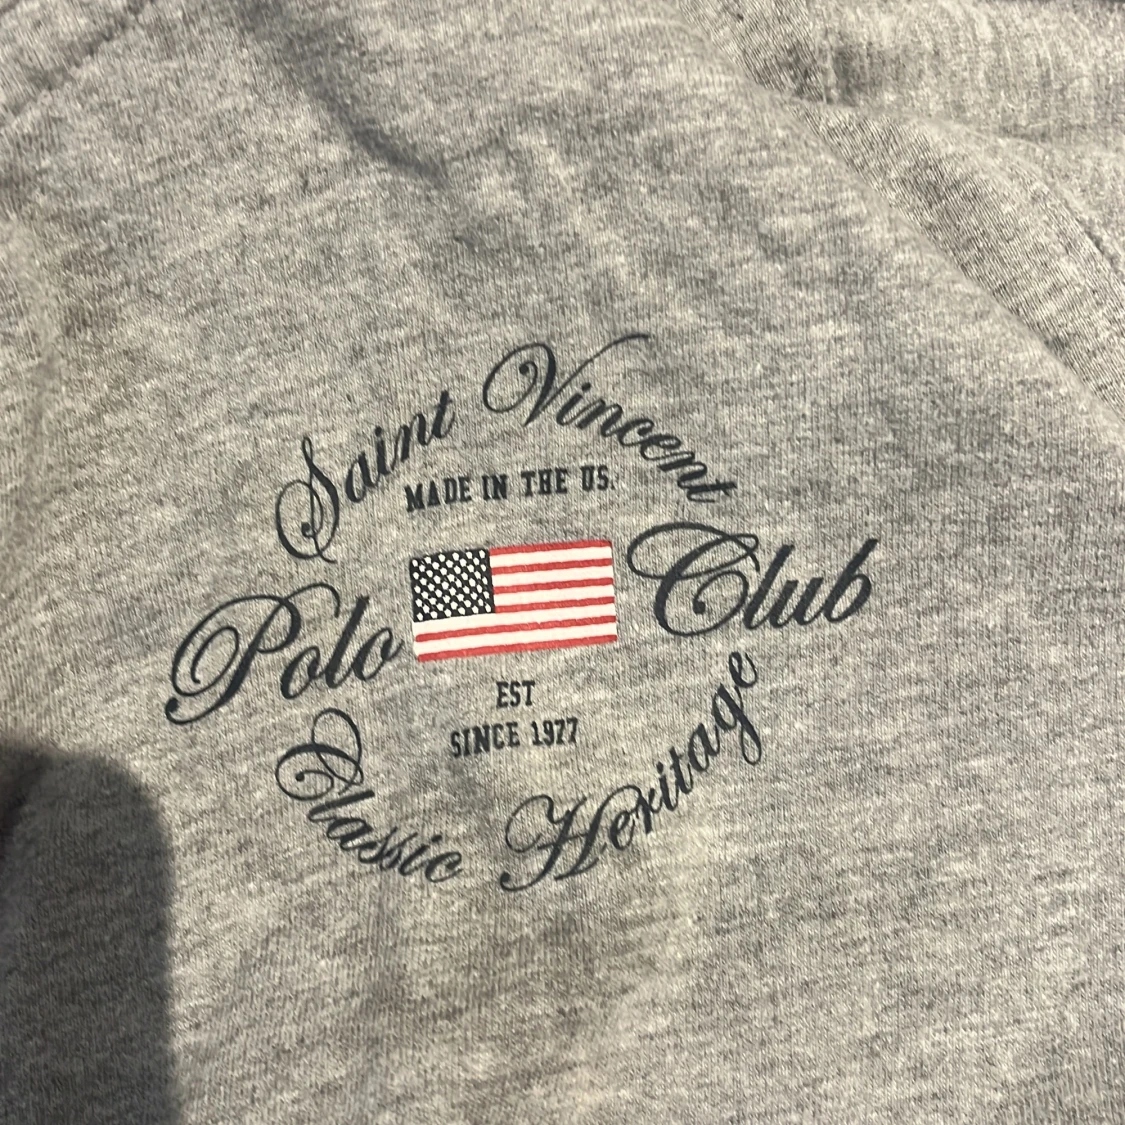 Saint Vincent
MADE IN THE US.
Polo Club
EST
SINCE 1977
Classic Heritage